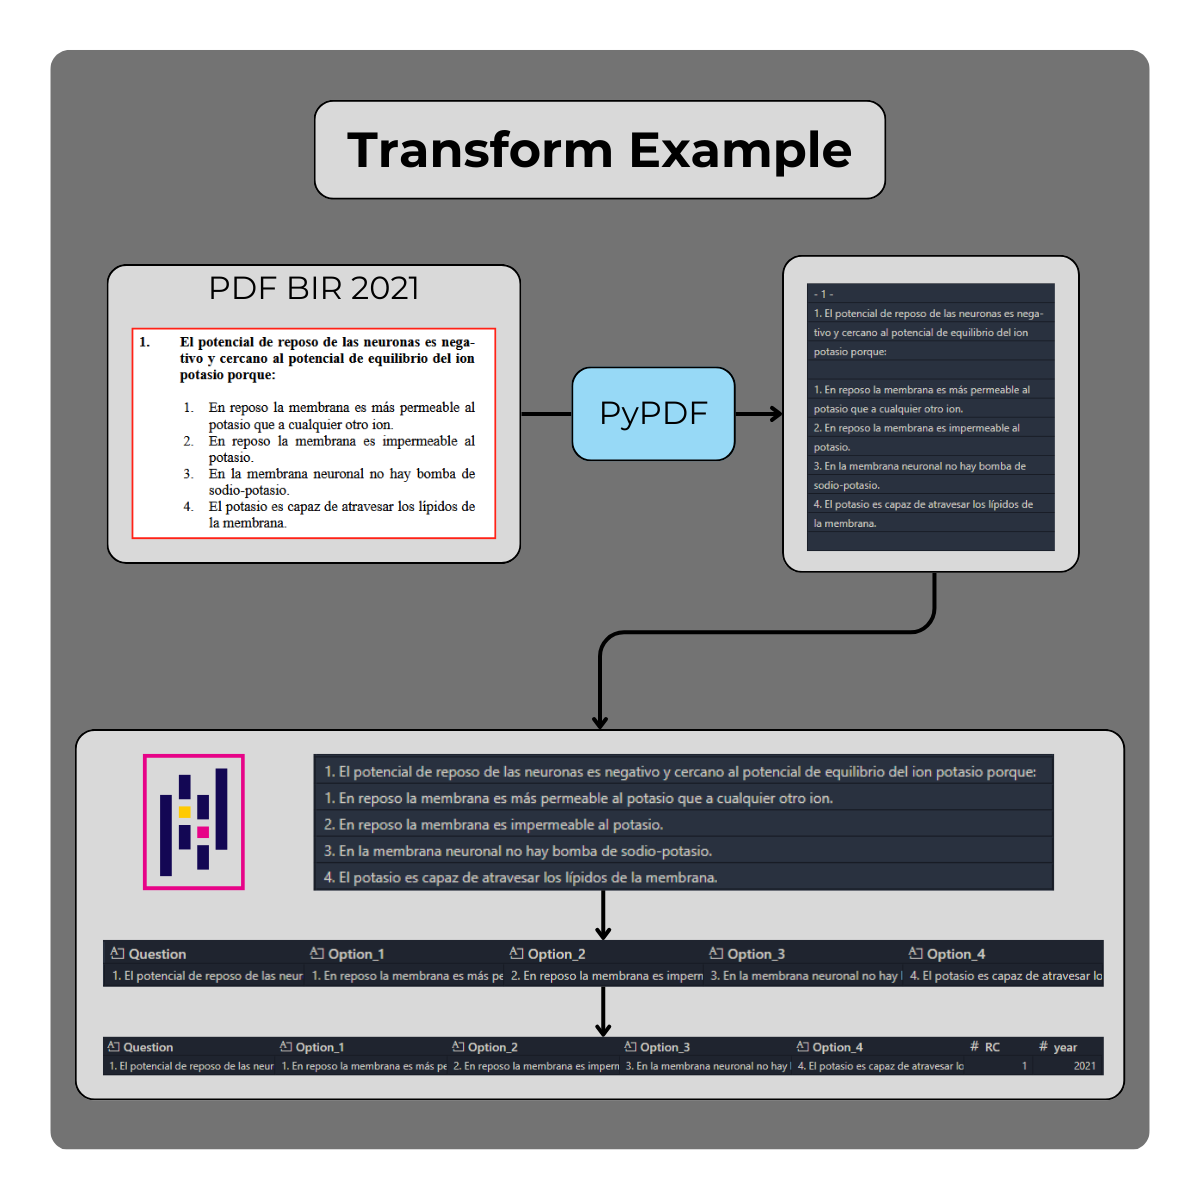 Transform Example
PDF BIR 2021
1. El potencial de reposo de las neuronas es nega-
tivo y cercano al potencial de equilibrio del ion
potasio porque:
1. En reposo la membrana es más permeable al
potasio que a cualquier otro ion.
2. En reposo la membrana es impermeable al
potasio.
3. En la membrana neuronal no hay bomba de
sodio-potasio.
4. El potasio es capaz de atravesar los lípidos de
la membrana.
PyPDF
- 1 -
1. El potencial de reposo de las neuronas es nega-
tivo y cercano al potencial de equilibrio del ion
potasio porque:
1. En reposo la membrana es más permeable al
potasio que a cualquier otro ion.
2. En reposo la membrana es impermeable al
potasio.
3. En la membrana neuronal no hay bomba de
sodio-potasio.
4. El potasio es capaz de atravesar los lípidos de
la membrana.
1. El potencial de reposo de las neuronas es negativo y cercano al potencial de equilibrio del ion potasio porque:
1. En reposo la membrana es más permeable al potasio que a cualquier otro ion.
2. En reposo la membrana es impermeable al potasio.
3. En la membrana neuronal no hay bomba de sodio-potasio.
4. El potasio es capaz de atravesar los lípidos de la membrana.
Question Option_1 Option_2 Option_3 Option_4
1. El potencial de reposo de las neur 1. En reposo la membrana es más pe 2. En reposo la membrana es imperm 3. En la membrana neuronal no hay 4. El potasio es capaz de atravesar lo
Question Option_1 Option_2 Option_3 Option_4 # RC # year
1. El potencial de reposo de las neur 1. En reposo la membrana es más pe 2. En reposo la membrana es imperm 3. En la membrana neuronal no hay 4. El potasio es capaz de atravesar lo 1 2021